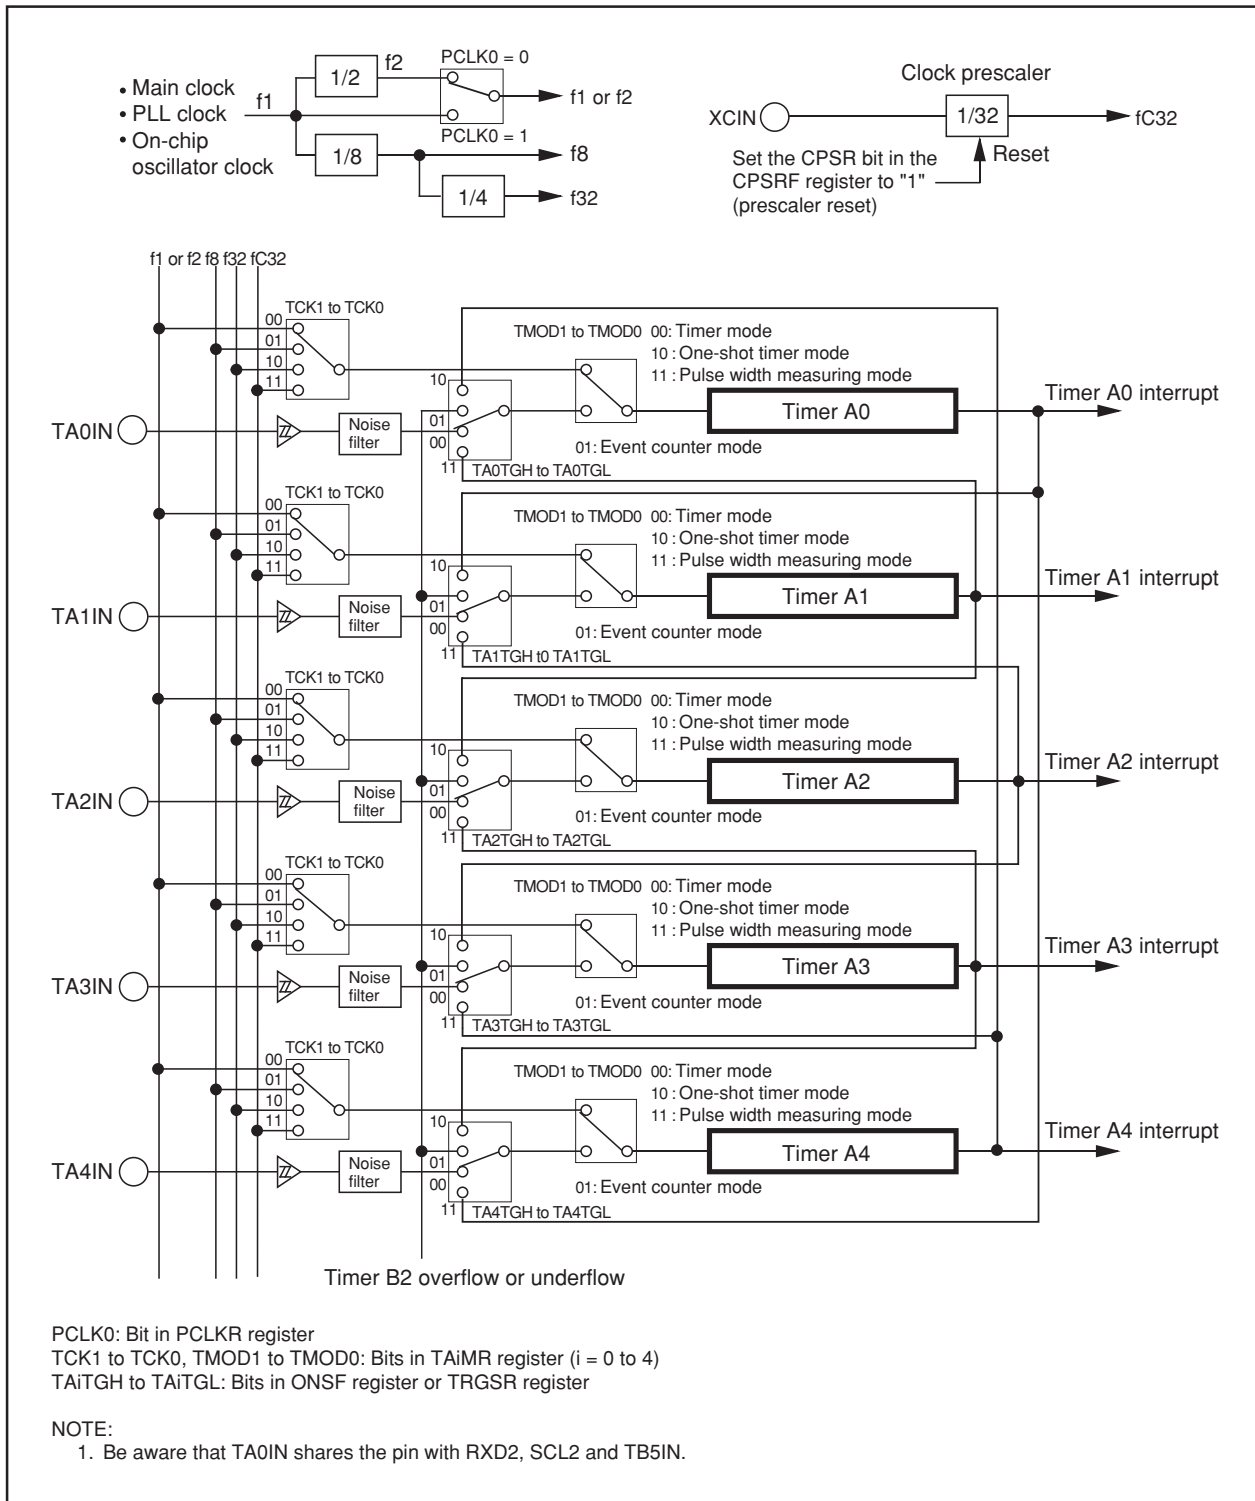 • Main clock
• PLL clock
• On-chip
oscillator clock
f1
1/2
f2
PCLK0 = 0
f1 or f2
PCLK0 = 1
1/8
f8
1/4
f32
Clock prescaler
XCIN
1/32
fC32
Reset
Set the CPSR bit in the
CPSRF register to "1"
(prescaler reset)
f1 or f2 f8 f32 fC32
TCK1 to TCK0
00
01
10
11
TMOD1 to TMOD0 00: Timer mode
10 : One-shot timer mode
11 : Pulse width measuring mode
10
01
00
11
TA0IN
Noise
filter
Timer A0
Timer A0 interrupt
01: Event counter mode
TA0TGH to TA0TGL
TCK1 to TCK0
00
01
10
11
TMOD1 to TMOD0 00: Timer mode
10 : One-shot timer mode
11 : Pulse width measuring mode
10
01
00
11
TA1IN
Noise
filter
Timer A1
Timer A1 interrupt
01: Event counter mode
TA1TGH t0 TA1TGL
TCK1 to TCK0
00
01
10
11
TMOD1 to TMOD0 00: Timer mode
10 : One-shot timer mode
11 : Pulse width measuring mode
10
01
00
11
TA2IN
Noise
filter
Timer A2
Timer A2 interrupt
01: Event counter mode
TA2TGH to TA2TGL
TCK1 to TCK0
00
01
10
11
TMOD1 to TMOD0 00: Timer mode
10 : One-shot timer mode
11 : Pulse width measuring mode
10
01
00
11
TA3IN
Noise
filter
Timer A3
Timer A3 interrupt
01: Event counter mode
TA3TGH to TA3TGL
TCK1 to TCK0
00
01
10
11
TMOD1 to TMOD0 00: Timer mode
10 : One-shot timer mode
11 : Pulse width measuring mode
10
01
00
11
TA4IN
Noise
filter
Timer A4
Timer A4 interrupt
01: Event counter mode
TA4TGH to TA4TGL
Timer B2 overflow or underflow
PCLK0: Bit in PCLKR register
TCK1 to TCK0, TMOD1 to TMOD0: Bits in TAiMR register (i = 0 to 4)
TAiTGH to TAiTGL: Bits in ONSF register or TRGSR register
NOTE:
1. Be aware that TA0IN shares the pin with RXD2, SCL2 and TB5IN.